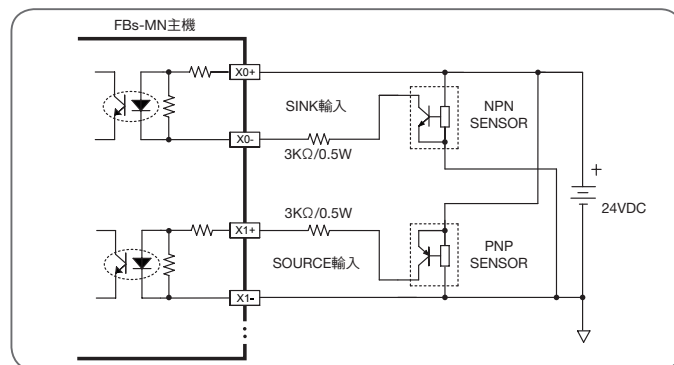 FBs-MN主機
X0+
SINK輸入
NPN
SENSOR
X0-
3KΩ/0.5W
+
24VDC
X1+
3KΩ/0.5W
SOURCE輸入
PNP
SENSOR
X1-